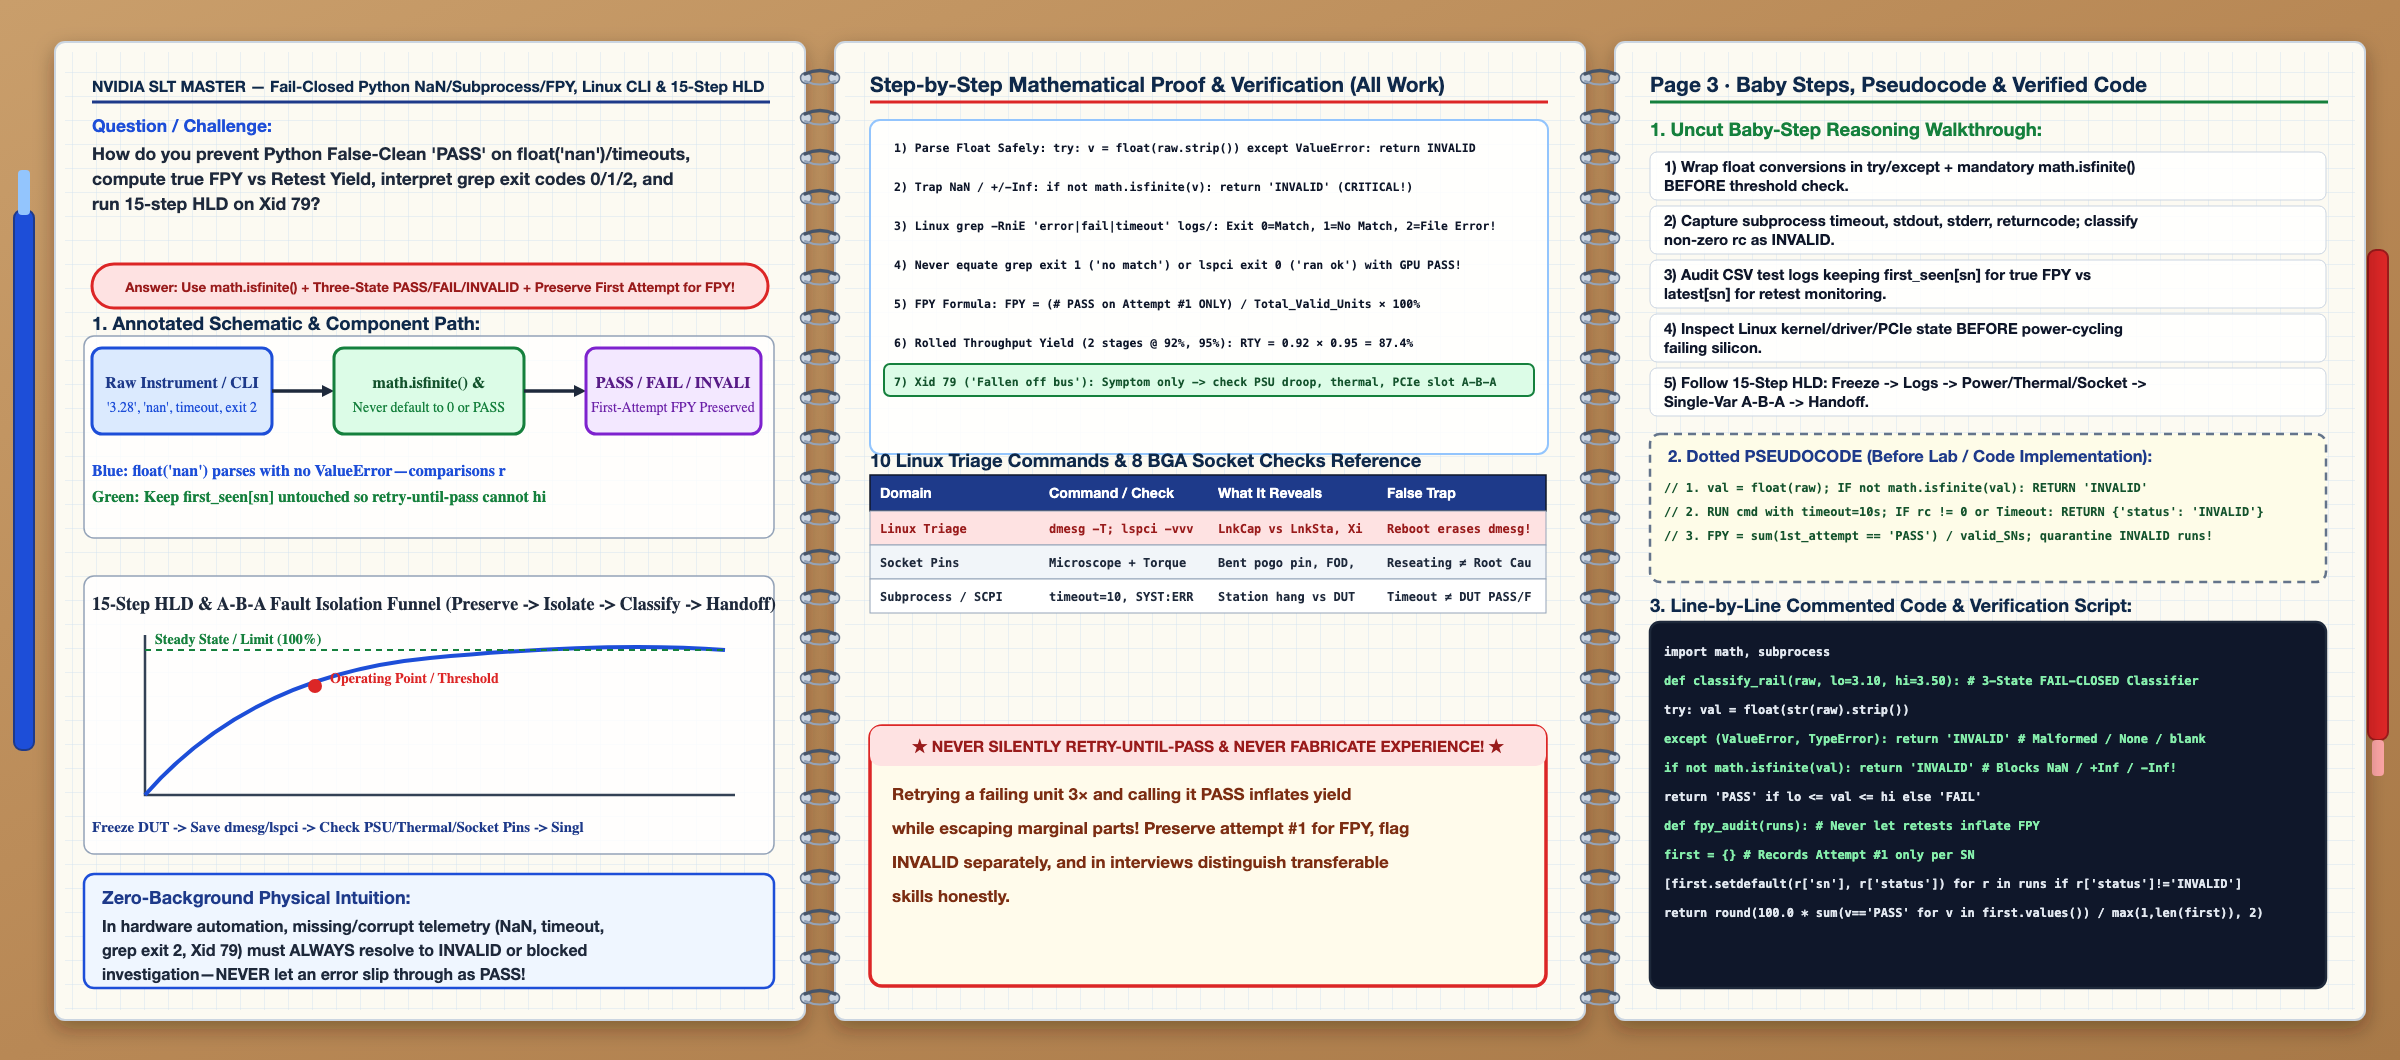 NVIDIA SLT MASTER — Fail-Closed Python NaN/Subprocess/FPY, Linux CLI & 15-Step HLD
Question / Challenge:
How do you prevent Python False-Clean 'PASS' on float('nan')/timeouts,
compute true FPY vs Retest Yield, interpret grep exit codes 0/1/2, and
run 15-step HLD on Xid 79?
Answer: Use math.isfinite() + Three-State PASS/FAIL/INVALID + Preserve First Attempt for FPY!
1. Annotated Schematic & Component Path:
Raw Instrument / CLI
'3.28', 'nan', timeout, exit 2
math.isfinite() &
Never default to 0 or PASS
PASS / FAIL / INVALI
First-Attempt FPY Preserved
Blue: float('nan') parses with no ValueError—comparisons r
Green: Keep first_seen[sn] untouched so retry-until-pass cannot hi
15-Step HLD & A-B-A Fault Isolation Funnel (Preserve -> Isolate -> Classify -> Handoff)
Steady State / Limit (100%)
Operating Point / Threshold
Freeze DUT -> Save dmesg/lspci -> Check PSU/Thermal/Socket Pins -> Singl
Zero-Background Physical Intuition:
In hardware automation, missing/corrupt telemetry (NaN, timeout,
grep exit 2, Xid 79) must ALWAYS resolve to INVALID or blocked
investigation—NEVER let an error slip through as PASS!
Step-by-Step Mathematical Proof & Verification (All Work)
1) Parse Float Safely: try: v = float(raw.strip()) except ValueError: return INVALID
2) Trap NaN / +/-Inf: if not math.isfinite(v): return 'INVALID' (CRITICAL!)
3) Linux grep -RniE 'error|fail|timeout' logs/: Exit 0=Match, 1=No Match, 2=File Error!
4) Never equate grep exit 1 ('no match') or lspci exit 0 ('ran ok') with GPU PASS!
5) FPY Formula: FPY = (# PASS on Attempt #1 ONLY) / Total_Valid_Units × 100%
6) Rolled Throughput Yield (2 stages @ 92%, 95%): RTY = 0.92 × 0.95 = 87.4%
7) Xid 79 ('Fallen off bus'): Symptom only -> check PSU droop, thermal, PCIe slot A-B-A
10 Linux Triage Commands & 8 BGA Socket Checks Reference
Domain Command / Check What It Reveals False Trap
Linux Triage dmesg -T; lspci -vvv LnkCap vs LnkSta, Xi Reboot erases dmesg!
Socket Pins Microscope + Torque Bent pogo pin, FOD, Reseating ≠ Root Cau
Subprocess / SCPI timeout=10, SYST:ERR Station hang vs DUT Timeout ≠ DUT PASS/F
★ NEVER SILENTLY RETRY-UNTIL-PASS & NEVER FABRICATE EXPERIENCE! ★
Retrying a failing unit 3× and calling it PASS inflates yield
while escaping marginal parts! Preserve attempt #1 for FPY, flag
INVALID separately, and in interviews distinguish transferable
skills honestly.
Page 3 · Baby Steps, Pseudocode & Verified Code
1. Uncut Baby-Step Reasoning Walkthrough:
1) Wrap float conversions in try/except + mandatory math.isfinite()
BEFORE threshold check.
2) Capture subprocess timeout, stdout, stderr, returncode; classify
non-zero rc as INVALID.
3) Audit CSV test logs keeping first_seen[sn] for true FPY vs
latest[sn] for retest monitoring.
4) Inspect Linux kernel/driver/PCIe state BEFORE power-cycling
failing silicon.
5) Follow 15-Step HLD: Freeze -> Logs -> Power/Thermal/Socket ->
Single-Var A-B-A -> Handoff.
2. Dotted PSEUDOCODE (Before Lab / Code Implementation):
// 1. val = float(raw); IF not math.isfinite(val): RETURN 'INVALID'
// 2. RUN cmd with timeout=10s; IF rc != 0 or Timeout: RETURN {'status': 'INVALID'}
// 3. FPY = sum(1st_attempt == 'PASS') / valid_SNs; quarantine INVALID runs!
3. Line-by-Line Commented Code & Verification Script:
import math, subprocess
def classify_rail(raw, lo=3.10, hi=3.50): # 3-State FAIL-CLOSED Classifier
try: val = float(str(raw).strip())
except (ValueError, TypeError): return 'INVALID' # Malformed / None / blank
if not math.isfinite(val): return 'INVALID' # Blocks NaN / +Inf / -Inf!
return 'PASS' if lo <= val <= hi else 'FAIL'
def fpy_audit(runs): # Never let retests inflate FPY
first = {} # Records Attempt #1 only per SN
[first.setdefault(r['sn'], r['status']) for r in runs if r['status']!='INVALID']
return round(100.0 * sum(v=='PASS' for v in first.values()) / max(1,len(first)), 2)